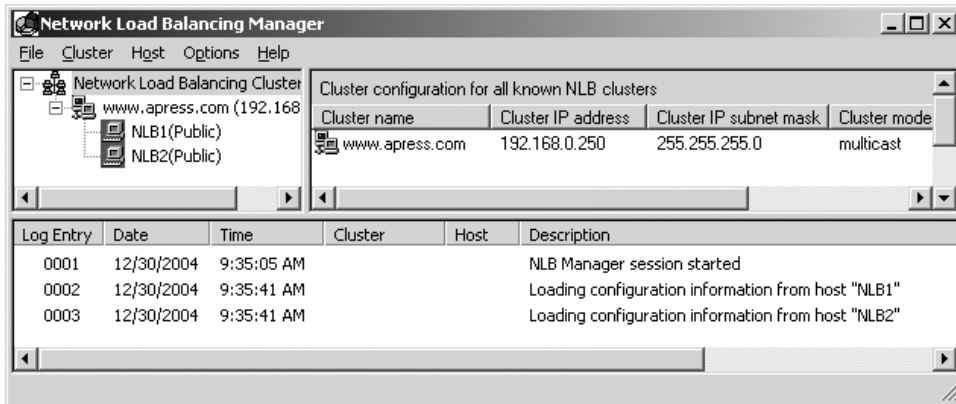 Network Load Balancing Manager
File Cluster Host Options Help
Network Load Balancing Cluster
www.apress.com (192.168
NLB1(Public)
NLB2(Public)
Cluster configuration for all known NLB clusters
Cluster name Cluster IP address Cluster IP subnet mask Cluster mode
www.apress.com 192.168.0.250 255.255.255.0 multicast
Log Entry Date Time Cluster Host Description
0001 12/30/2004 9:35:05 AM NLB Manager session started
0002 12/30/2004 9:35:41 AM Loading configuration information from host "NLB1"
0003 12/30/2004 9:35:41 AM Loading configuration information from host "NLB2"